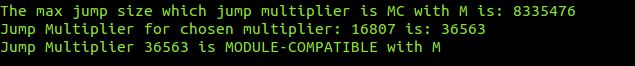 The max jump size which jump multiplier is MC with M is: 8335476
Jump Multiplier for chosen multiplier: 16807 is: 36563
Jump Multiplier 36563 is MODULE-COMPATIBLE with M